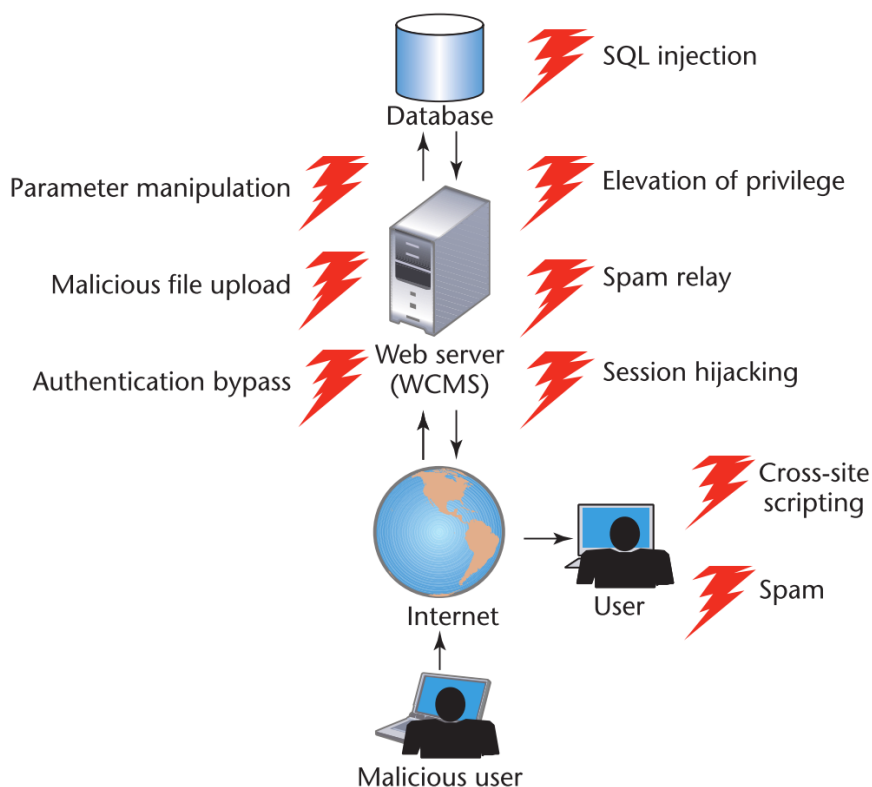 SQL injection
Database
Parameter manipulation
Elevation of privilege
Malicious file upload
Spam relay
Web server
(WCMS)
Authentication bypass
Session hijacking
Cross-site
scripting
Internet
User
Spam
Malicious user